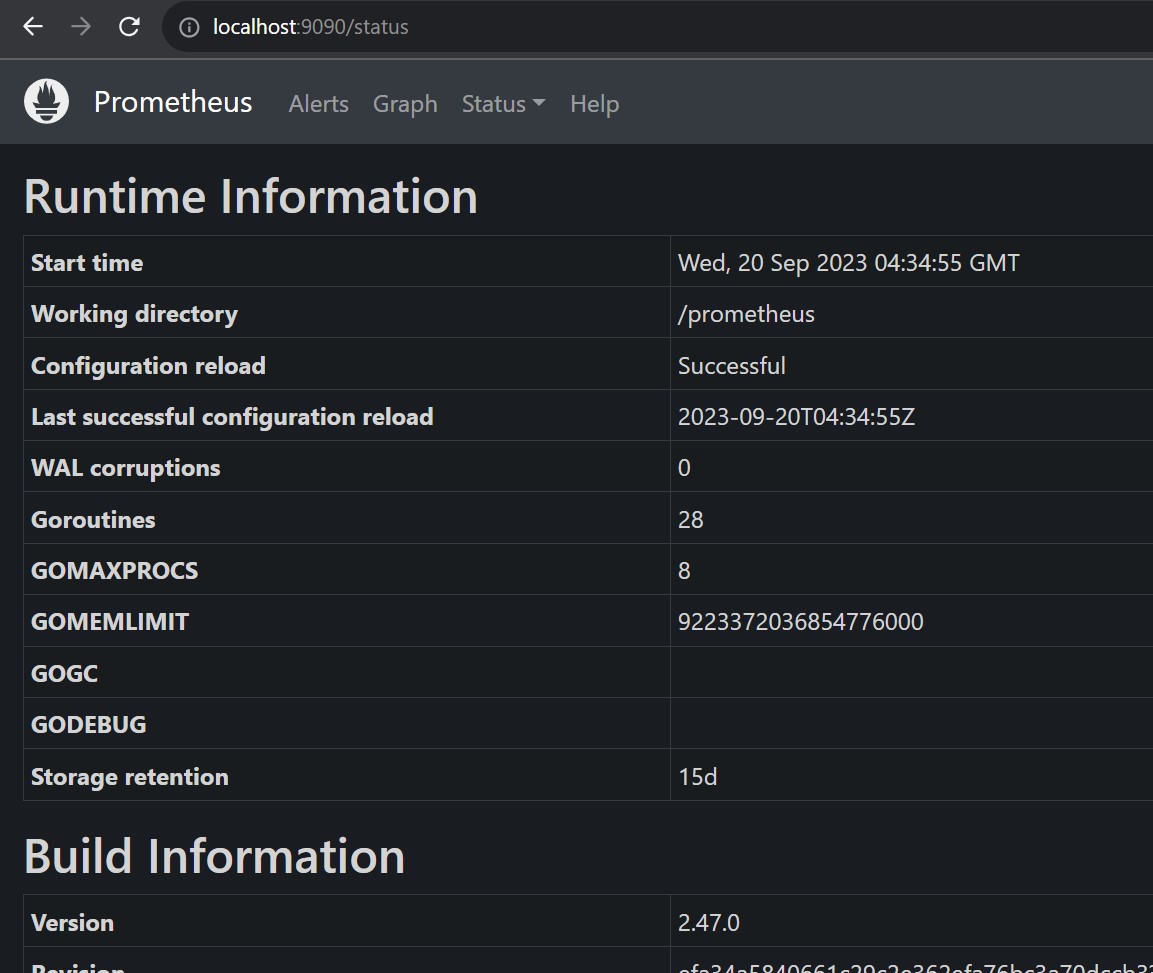 localhost:9090/status
Prometheus Alerts Graph Status Help
Runtime Information
Start time Wed, 20 Sep 2023 04:34:55 GMT
Working directory /prometheus
Configuration reload Successful
Last successful configuration reload 2023-09-20T04:34:55Z
WAL corruptions 0
Goroutines 28
GOMAXPROCS 8
GOMEMLIMIT 9223372036854776000
GOGC
GODEBUG
Storage retention 15d
Build Information
Version 2.47.0
Revision